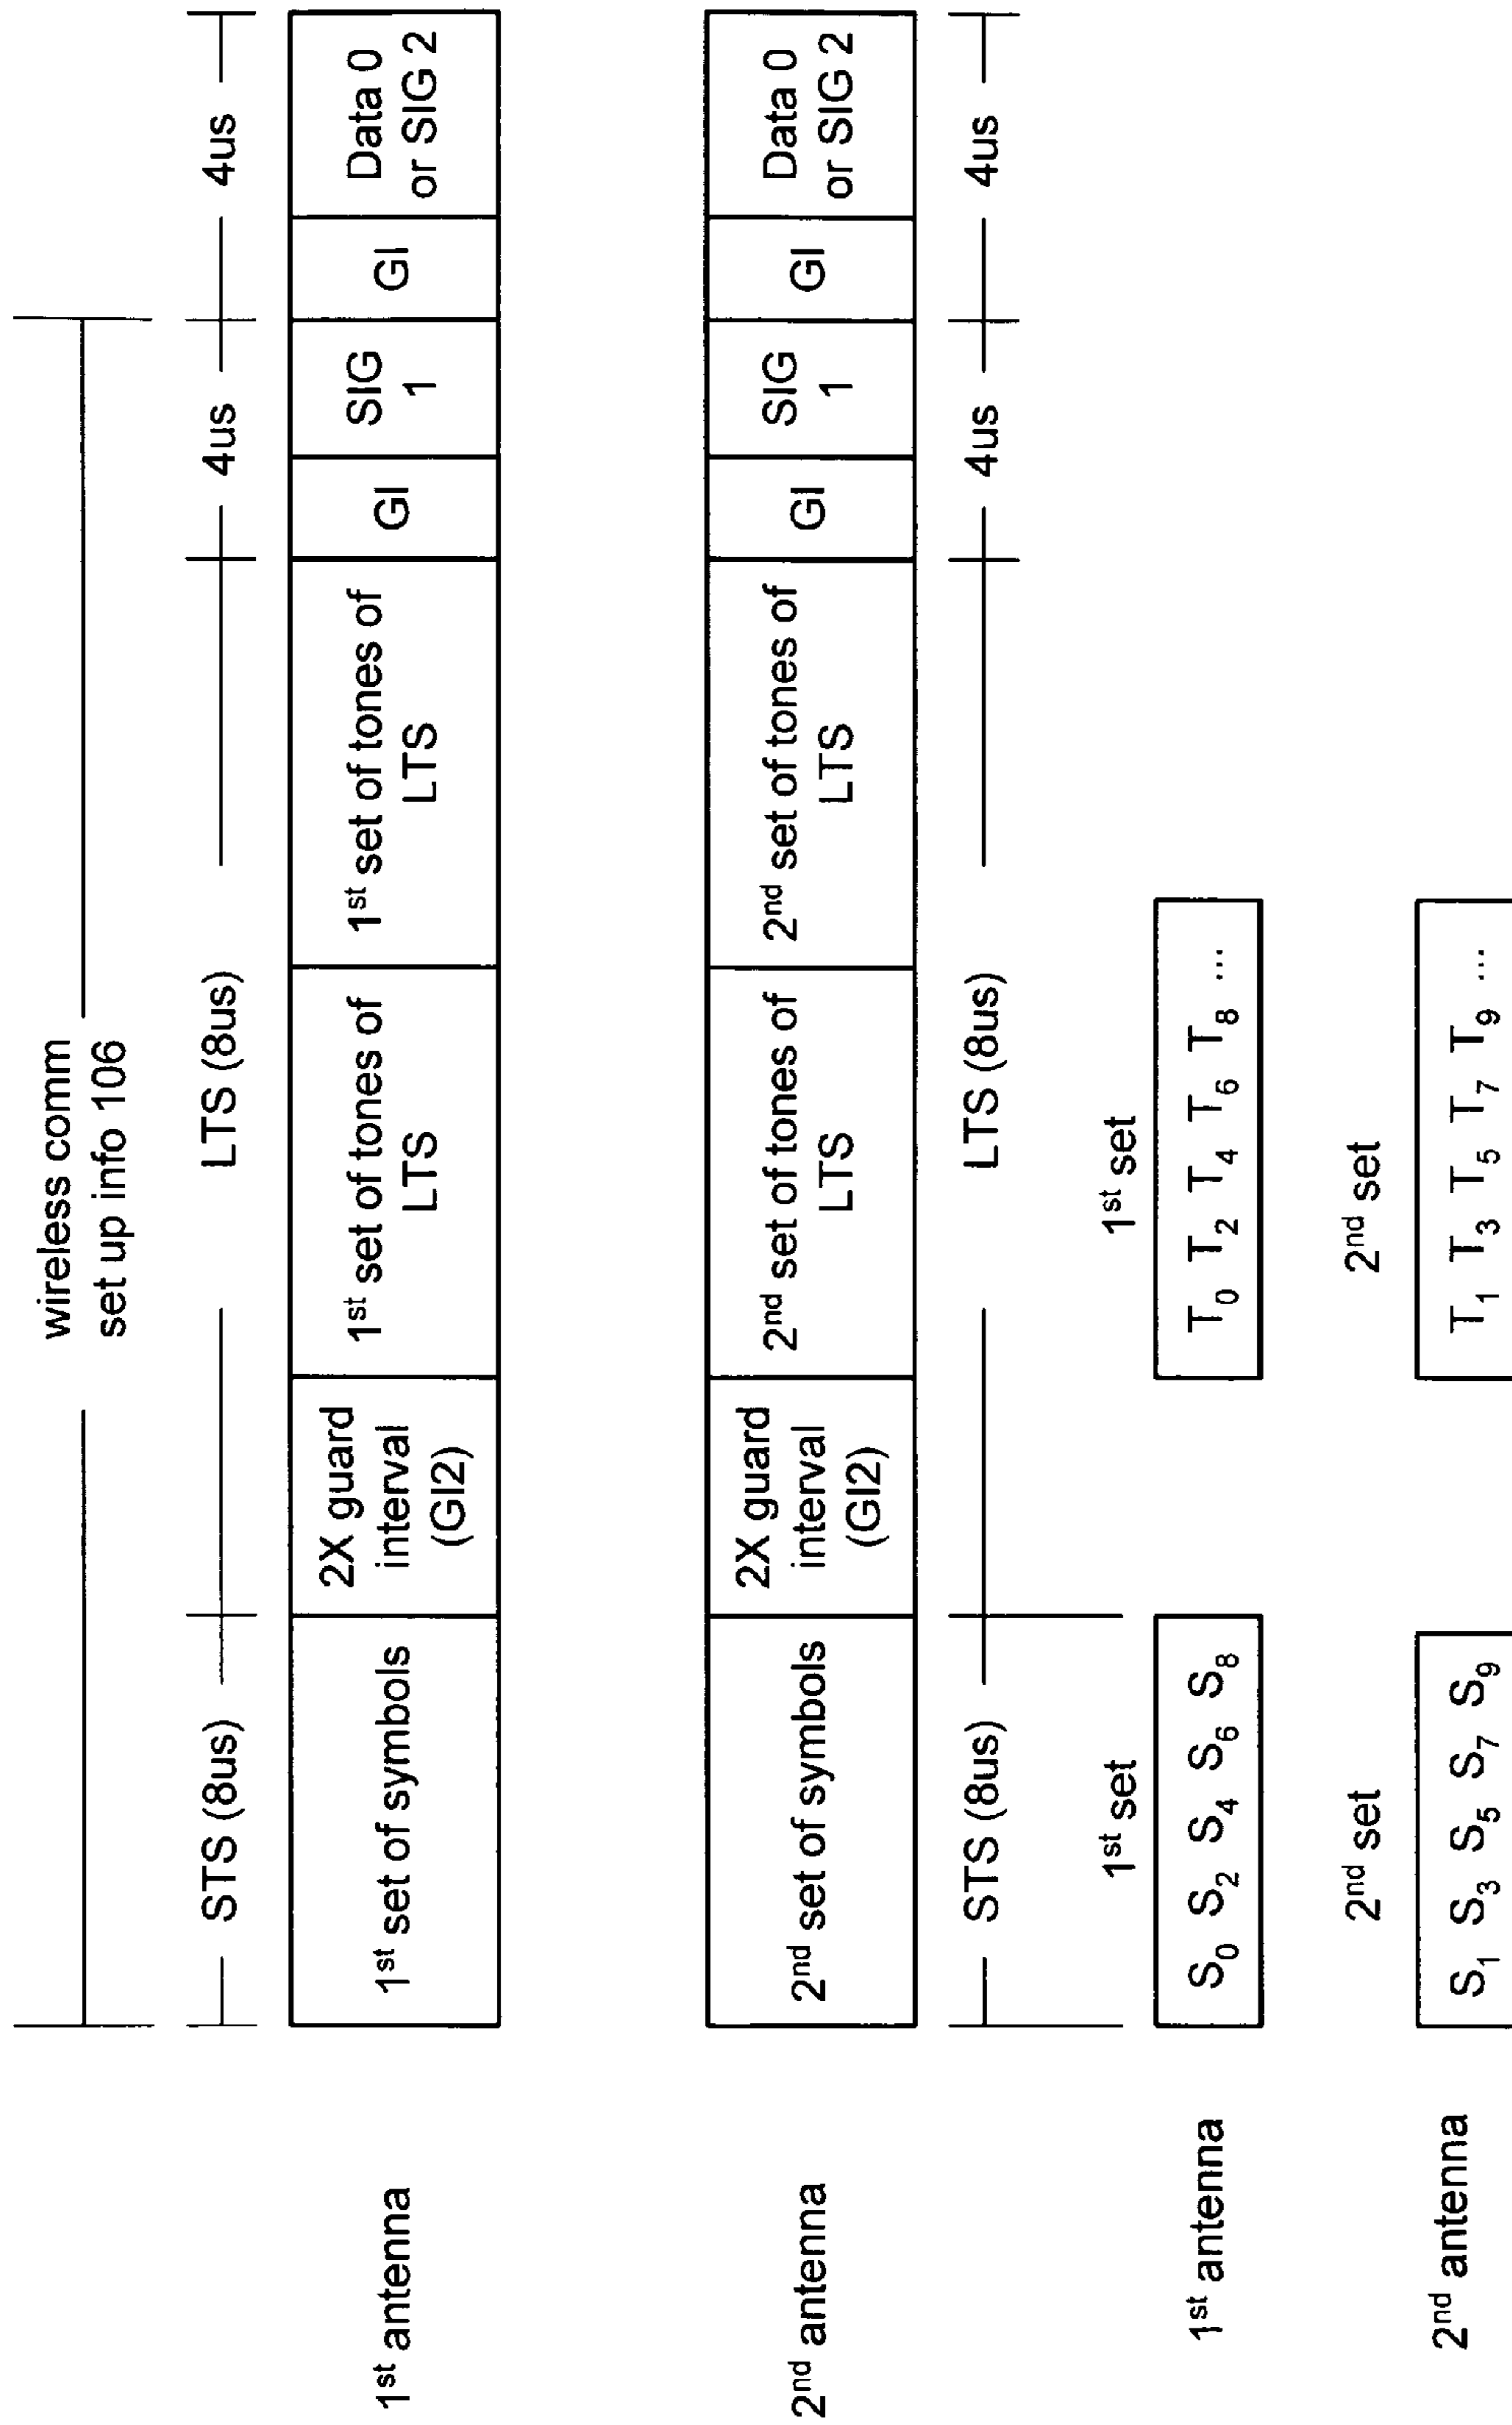 wireless comm
set up info 106
STS (8us)
LTS (8us)
4us
4us
1st antenna
1st set of symbols
2X guard
interval
(GI2)
1st set of tones of
LTS
1st set of tones of
LTS
GI
SIG
1
GI
Data 0
or SIG 2
2nd antenna
2nd set of symbols
2X guard
interval
(GI2)
2nd set of tones of
LTS
2nd set of tones of
LTS
GI
SIG
1
GI
Data 0
or SIG 2
STS (8us)
LTS (8us)
4us
4us
1st set
1st set
1st antenna
S0 S2 S4 S6 S8
T0 T2 T4 T6 T8 ...
2nd set
2nd set
2nd antenna
S1 S3 S5 S7 S9
T1 T3 T5 T7 T9 ...